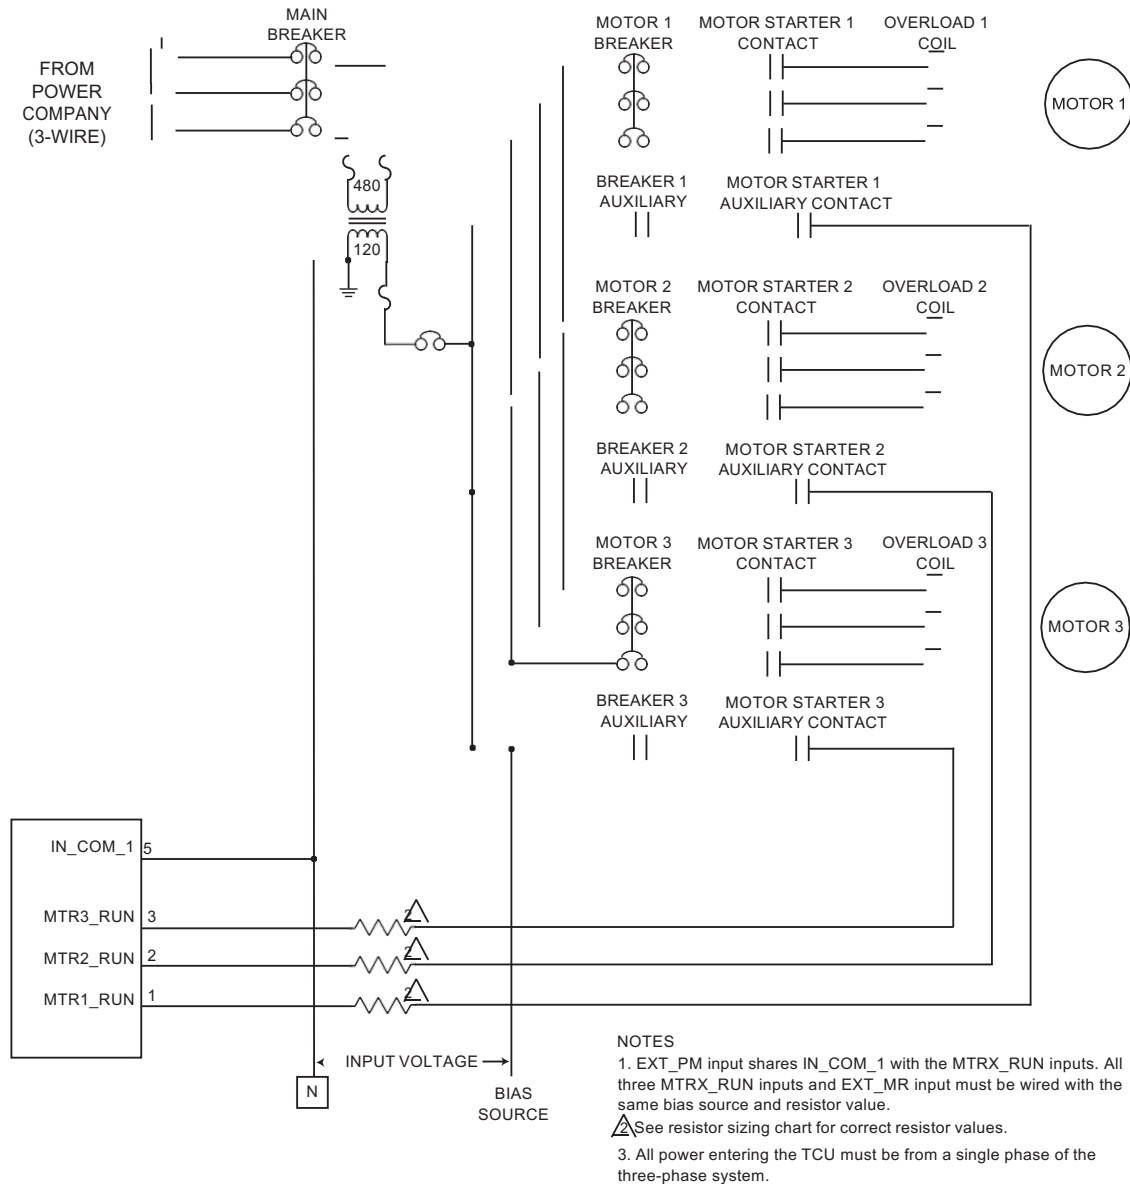 MAIN
BREAKER
FROM
POWER
COMPANY
(3-WIRE)
480
120
MOTOR 1
BREAKER
MOTOR STARTER 1
CONTACT
OVERLOAD 1
COIL
MOTOR 1
BREAKER 1
AUXILIARY
MOTOR STARTER 1
AUXILIARY CONTACT
MOTOR 2
BREAKER
MOTOR STARTER 2
CONTACT
OVERLOAD 2
COIL
MOTOR 2
BREAKER 2
AUXILIARY
MOTOR STARTER 2
AUXILIARY CONTACT
MOTOR 3
BREAKER
MOTOR STARTER 3
CONTACT
OVERLOAD 3
COIL
MOTOR 3
BREAKER 3
AUXILIARY
MOTOR STARTER 3
AUXILIARY CONTACT
IN_COM_1 5
MTR3_RUN 3
2
MTR2_RUN 2
2
MTR1_RUN 1
2
INPUT VOLTAGE
N
BIAS
SOURCE
NOTES
1. EXT_PM input shares IN_COM_1 with the MTRX_RUN inputs. All
three MTRX_RUN inputs and EXT_MR input must be wired with the
same bias source and resistor value.
2 See resistor sizing chart for correct resistor values.
3. All power entering the TCU must be from a single phase of the
three-phase system.